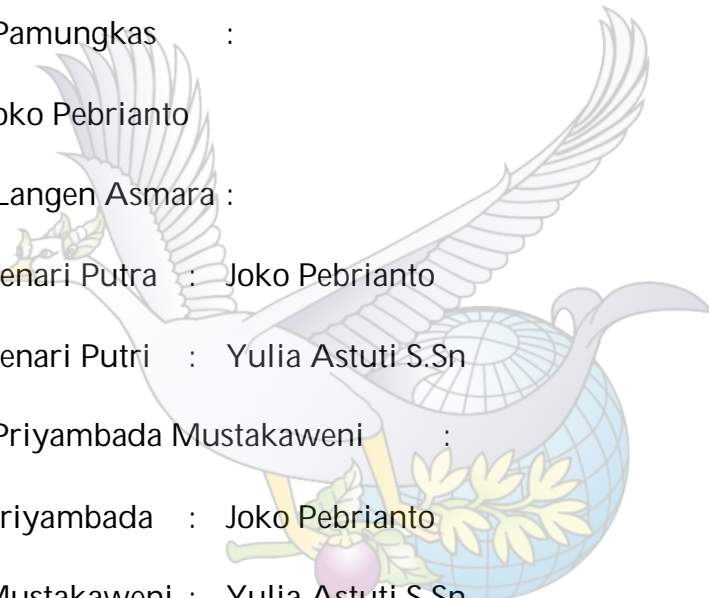 Pamungkas :
oko Pebrianto
Langen Asmara :
enari Putra : Joko Pebrianto
enari Putri : Yulia Astuti S.Sn
Priyambada Mustakaweni :
riyambada : Joko Pebrianto
Mustakaweni : Yulia Astuti S.Sn